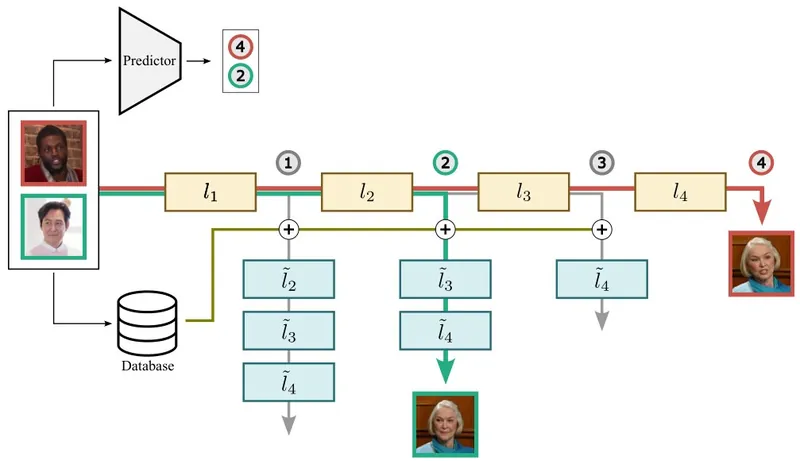 Predictor
4
2
1
2
3
4
l₁
l₂
l₃
l₄
+
+
+
l̃₂
l̃₃
l̃₄
l̃₃
l̃₄
l̃₄
Database